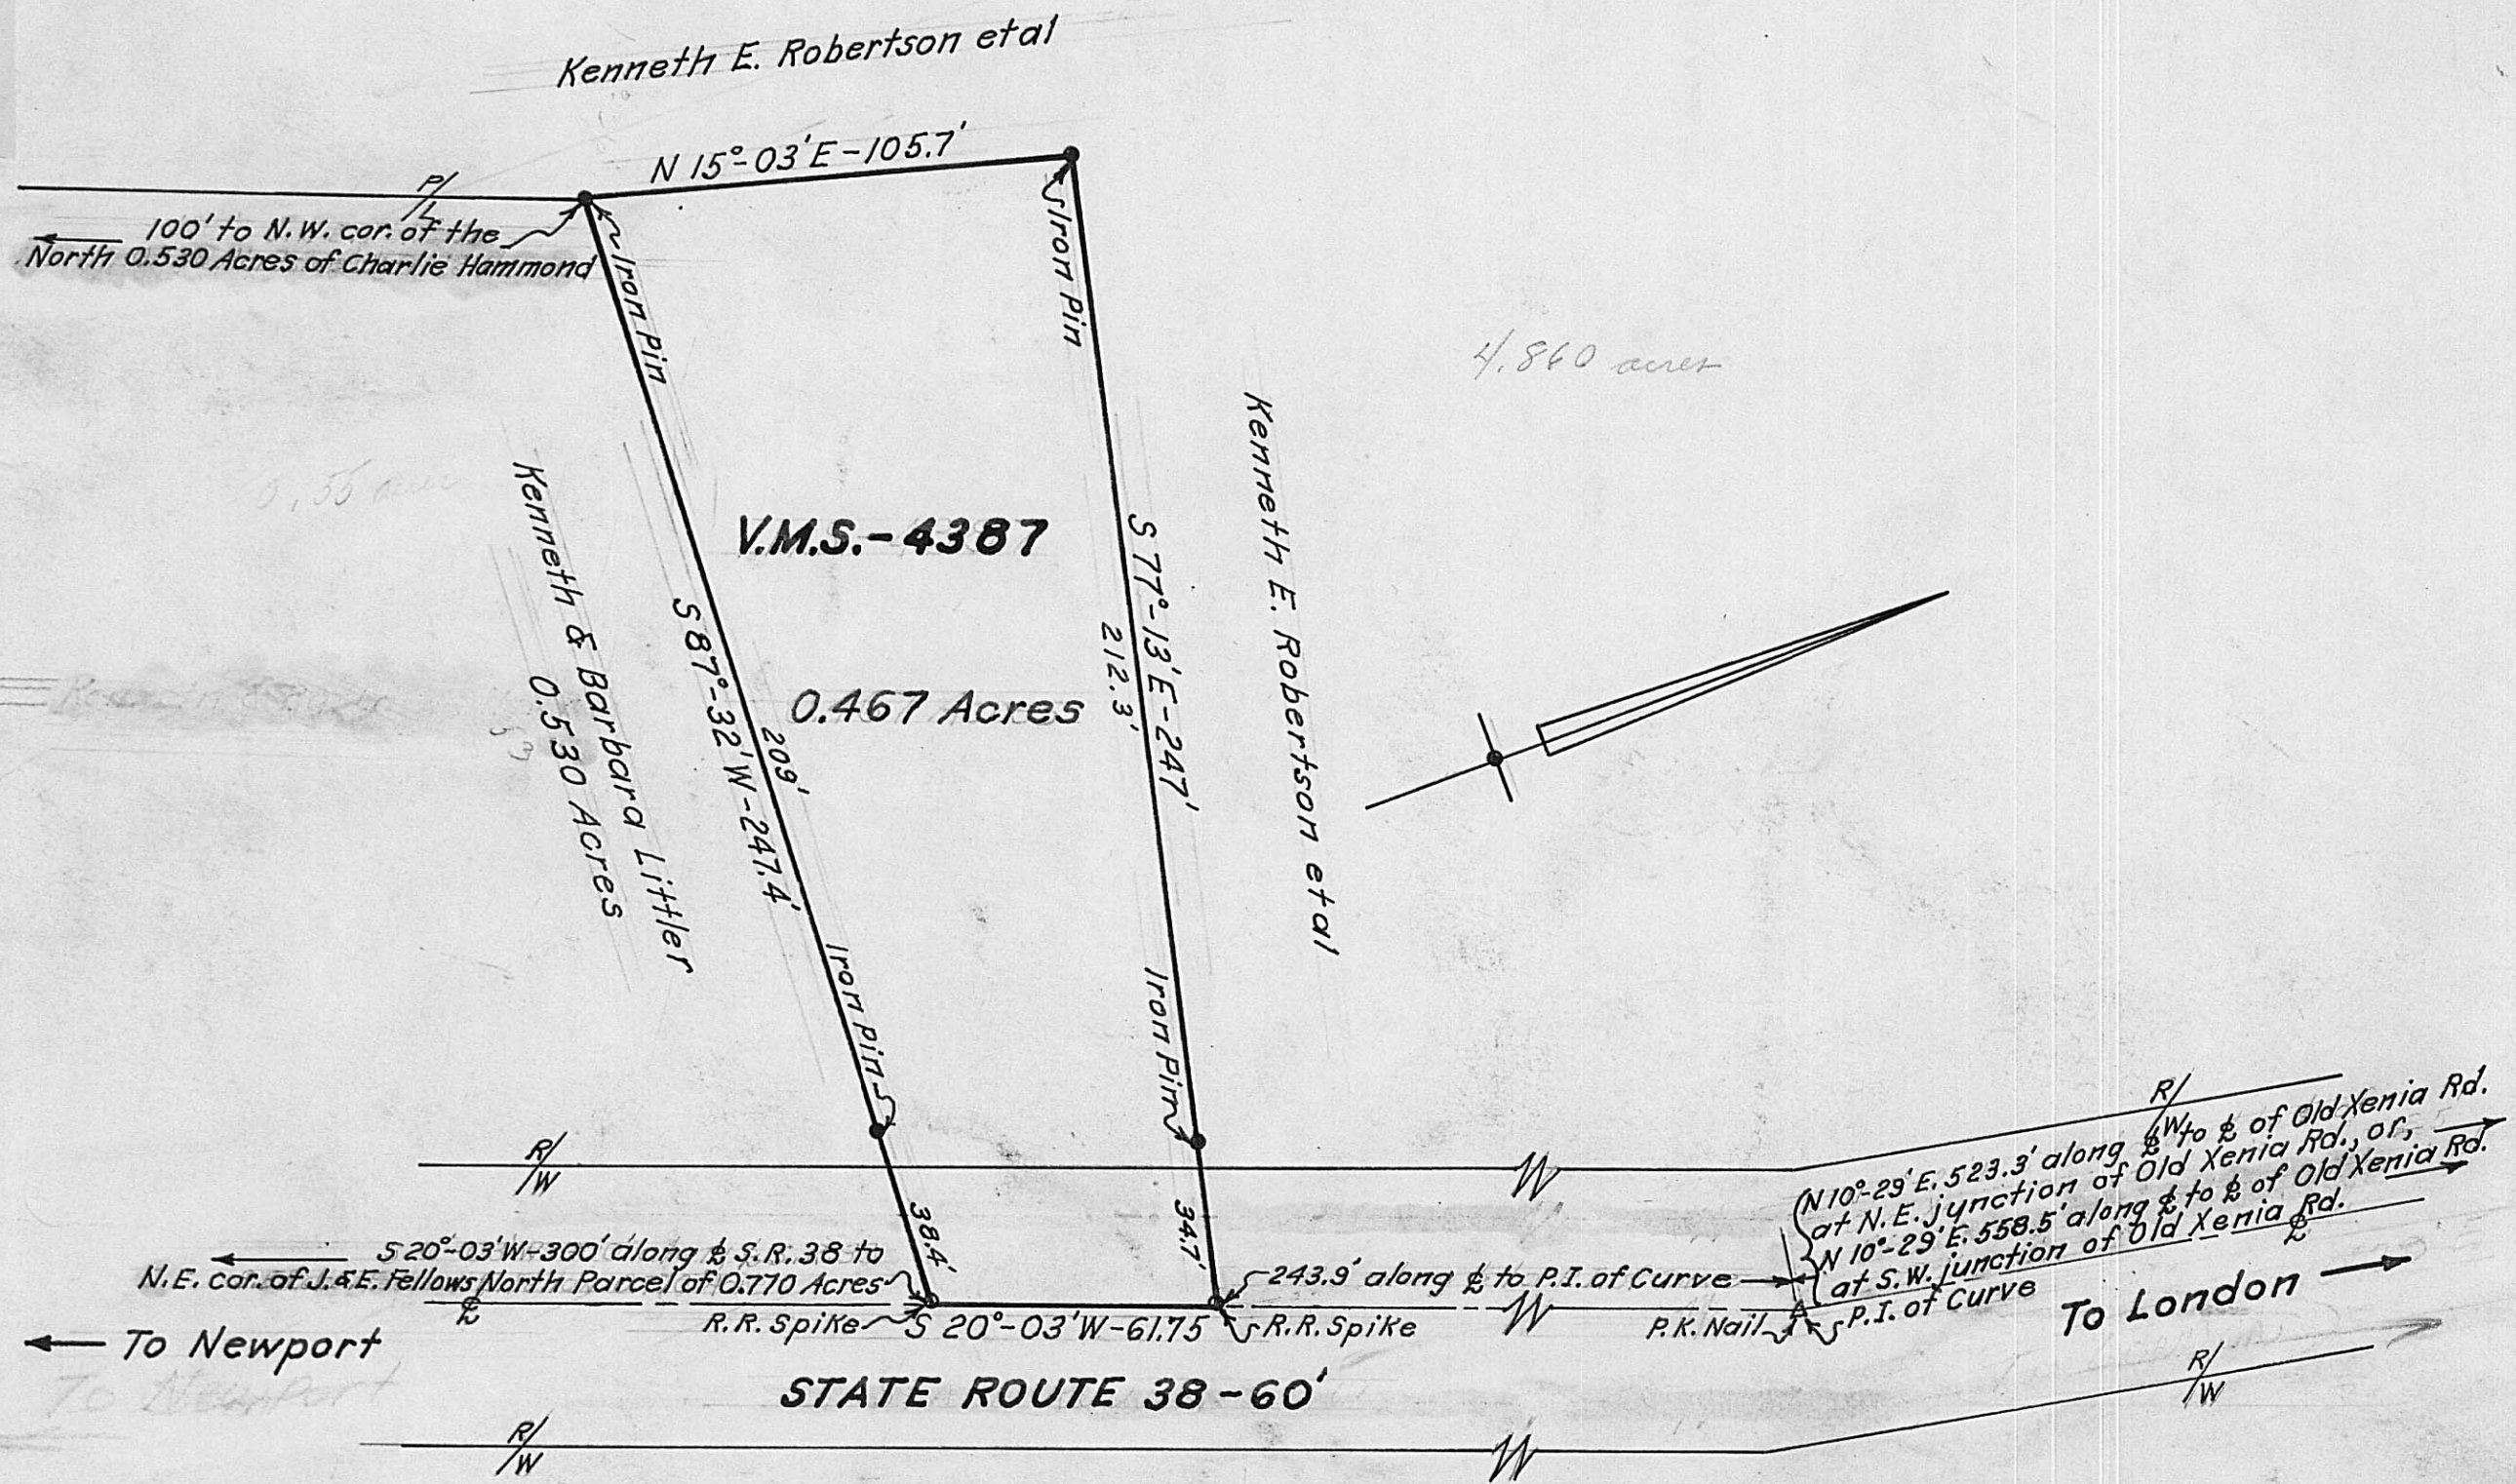 Kenneth E. Robertson etal
N 15°-03'E-105.7'
P/L
100' to N.W. cor. of the
North 0.530 Acres of Charlie Hammond
Iron Pin
Iron Pin
4.860 acres
Kenneth & Barbara Littler
0.530 Acres
S 87°-32'W-247.4'
209'
V.M.S.-4387
0.467 Acres
S 77°-13'E-247'
212.3'
Kenneth E. Robertson etal
Iron Pin
Iron Pin
R/W
R/W
38.4'
34.7'
S 20°-03'W-300' along ℄ S.R. 38 to
N.E. cor. of J. & E. Fellows North Parcel of 0.770 Acres
℄
R.R. Spike
S 20°-03'W-61.75
R.R. Spike
243.9' along ℄ to P.I. of Curve
P.K. Nail
P.I. of Curve
N 10°-29'E. 523.3' along ℄ to ℄ of Old Xenia Rd.
at N.E. junction of Old Xenia Rd., or,
N 10°-29'E. 558.5' along ℄ to ℄ of Old Xenia Rd.
at S.W. junction of Old Xenia Rd.
℄
To Newport
To London
To Newport
STATE ROUTE 38-60'
R/W
R/W